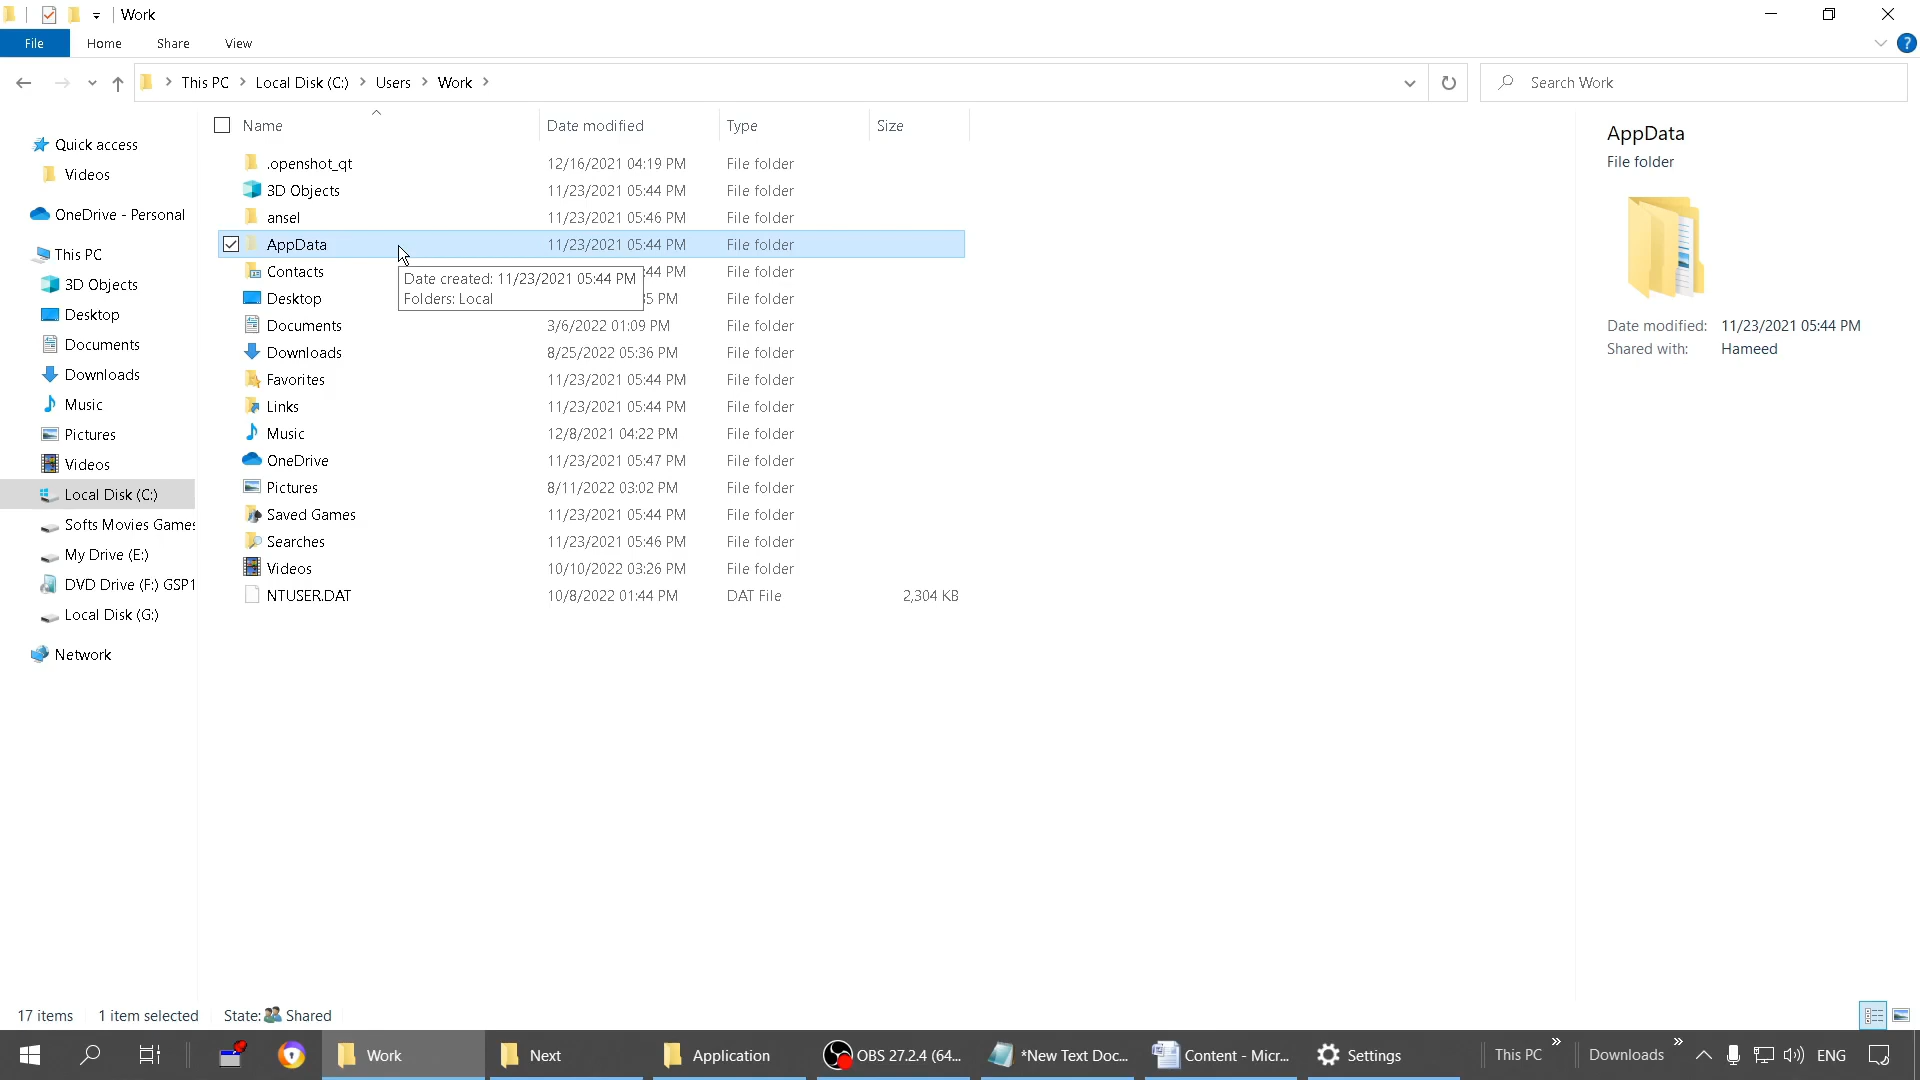 Work
File Home Share View
This PC Local Disk (C:) Users Work
Search Work
Name Date modified Type Size
.openshot_qt 12/16/2021 04:19 PM File folder
3D Objects 11/23/2021 05:44 PM File folder
ansel 11/23/2021 05:46 PM File folder
AppData 11/23/2021 05:44 PM File folder
Contacts :44 PM File folder
Desktop 35 PM File folder
Date created: 11/23/2021 05:44 PM
Folders: Local
Documents 3/6/2022 01:09 PM File folder
Downloads 8/25/2022 05:36 PM File folder
Favorites 11/23/2021 05:44 PM File folder
Links 11/23/2021 05:44 PM File folder
Music 12/8/2021 04:22 PM File folder
OneDrive 11/23/2021 05:47 PM File folder
Pictures 8/11/2022 03:02 PM File folder
Saved Games 11/23/2021 05:44 PM File folder
Searches 11/23/2021 05:46 PM File folder
Videos 10/10/2022 03:26 PM File folder
NTUSER.DAT 10/8/2022 01:44 PM DAT File 2,304 KB
Quick access
Videos
OneDrive - Personal
This PC
3D Objects
Desktop
Documents
Downloads
Music
Pictures
Videos
Local Disk (C:)
Softs Movies Games
My Drive (E:)
DVD Drive (F:) GSP1
Local Disk (G:)
Network
AppData
File folder
Date modified: 11/23/2021 05:44 PM
Shared with: Hameed
17 items 1 item selected State: Shared
Work Next Application OBS 27.2.4 (64... *New Text Doc... Content - Micr... Settings This PC » Downloads » ENG